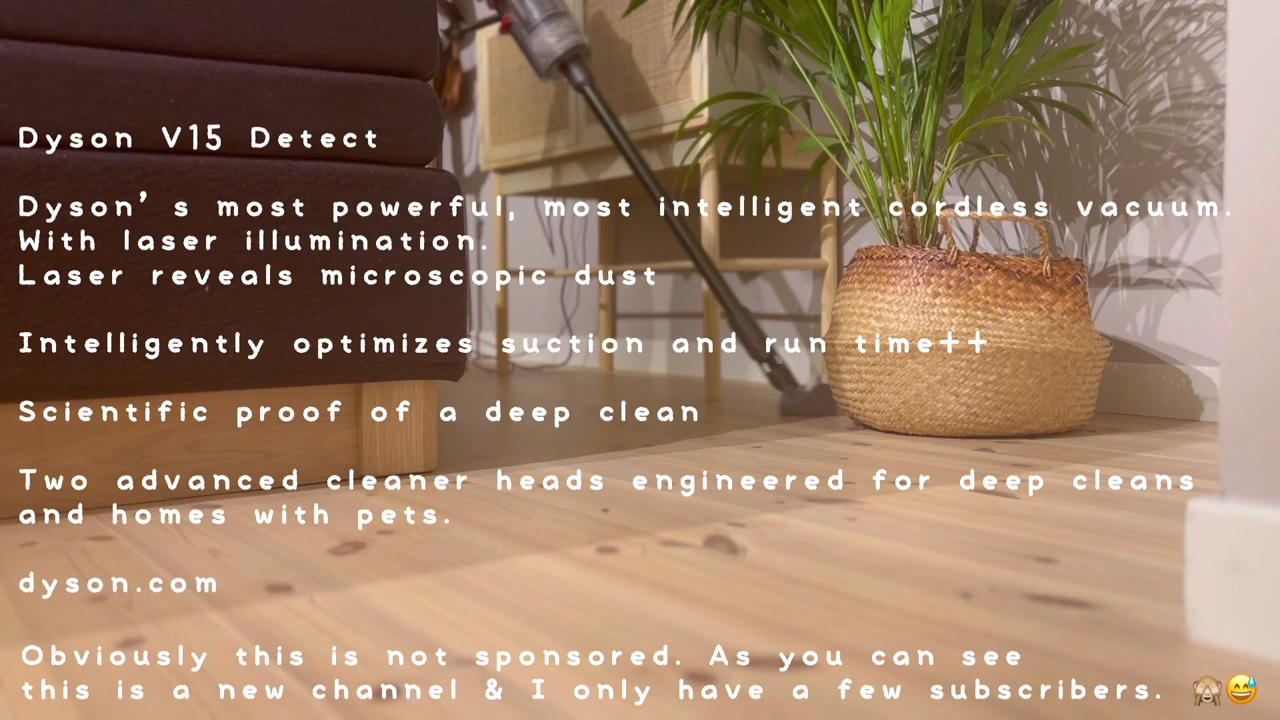 Dyson V15 Detect
Dyson’s most powerful, most intelligent cordless vacuum.
With laser illumination.
Laser reveals microscopic dust
Intelligently optimizes suction and run time++
Scientific proof of a deep clean
Two advanced cleaner heads engineered for deep cleans
and homes with pets.
dyson.com
Obviously this is not sponsored. As you can see
this is a new channel & I only have a few subscribers. 🙈😅